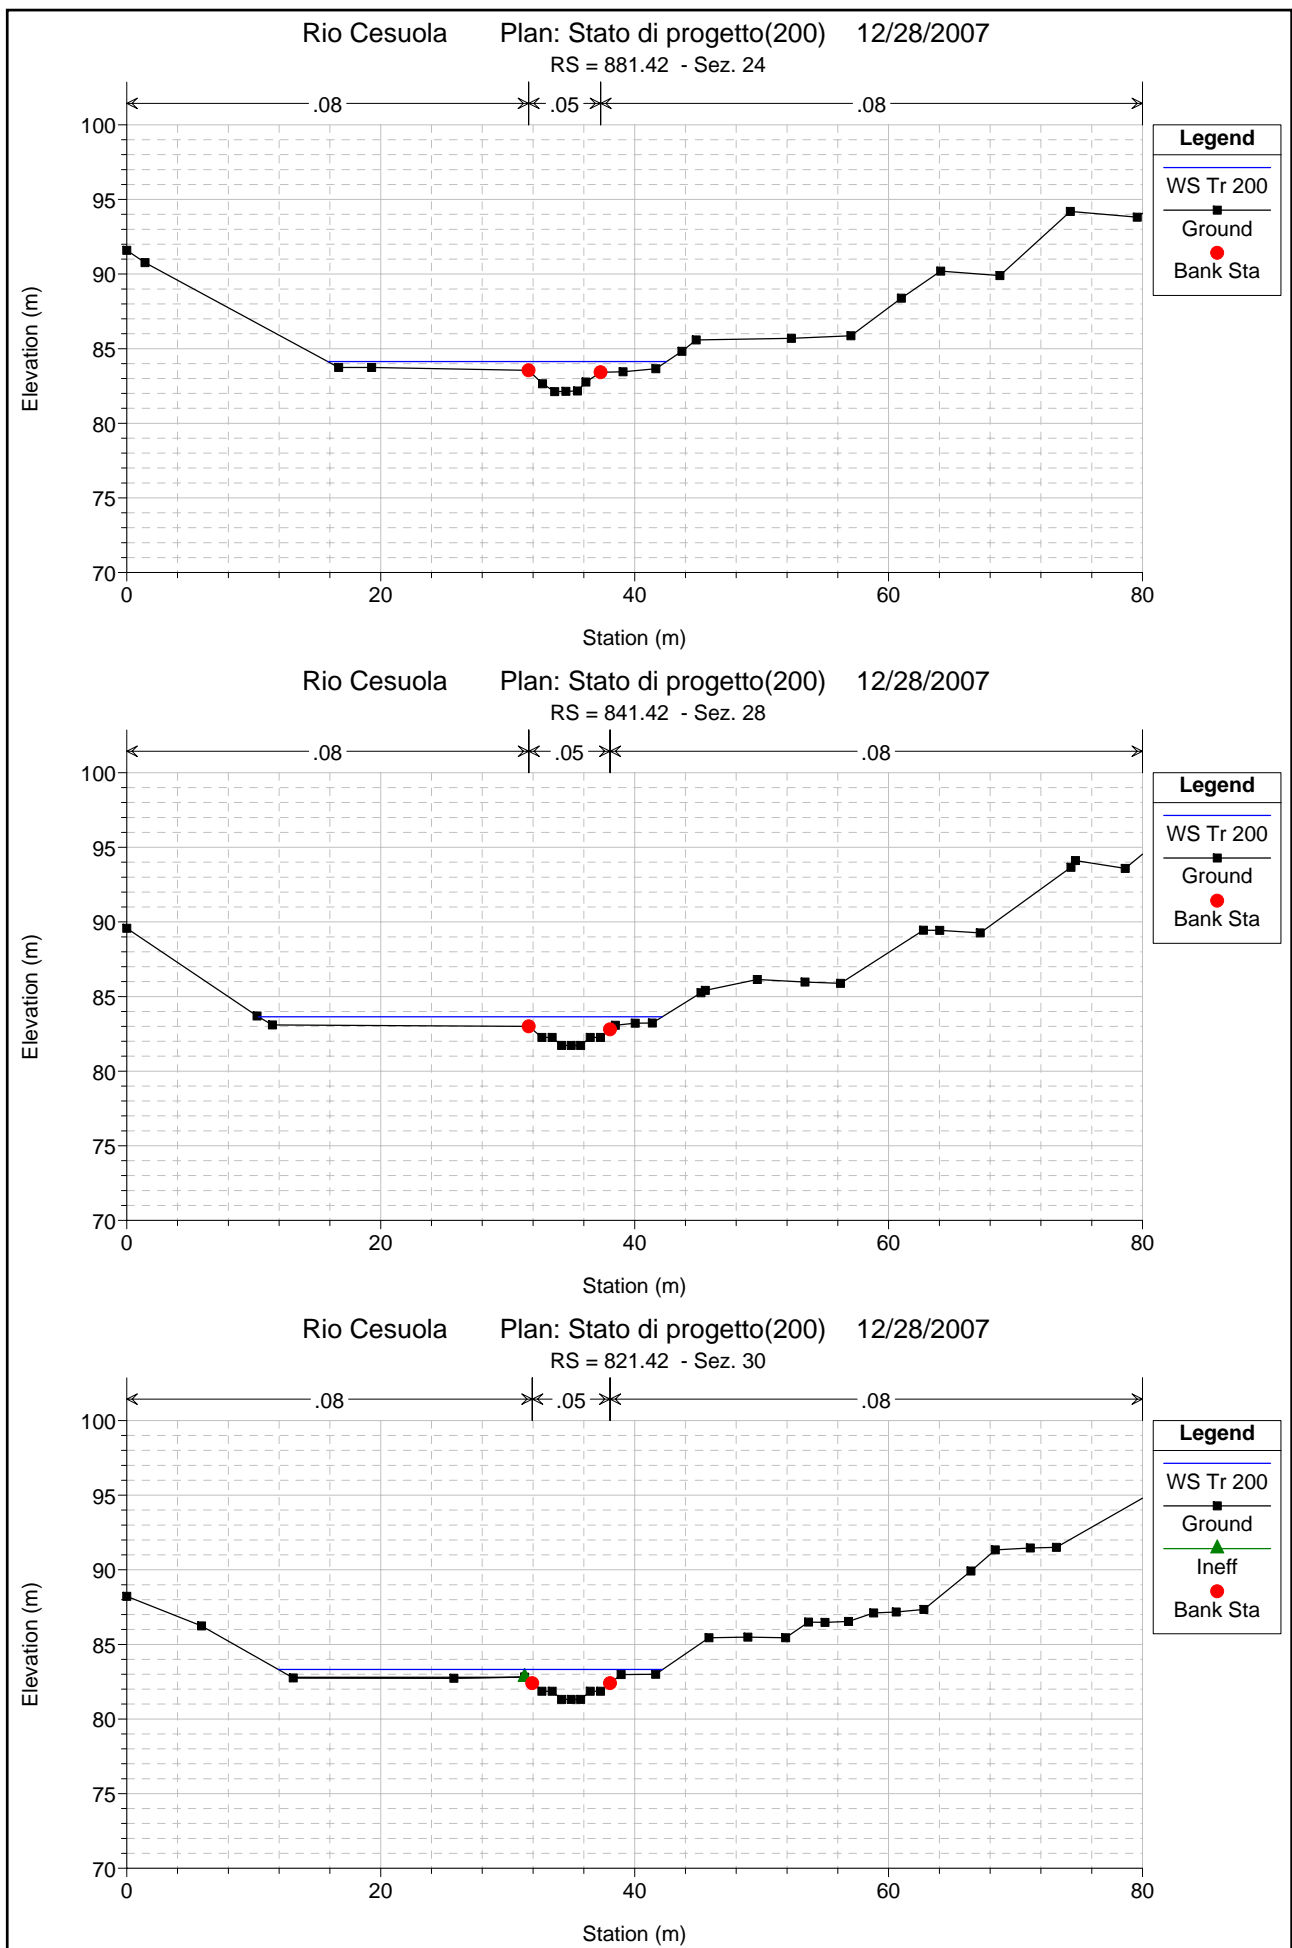 Rio Cesuola Plan: Stato di progetto(200) 12/28/2007
RS = 881.42 - Sez. 24
.08 .05 .08
100
95
90
85
80
75
70
0 20 40 60 80
Elevation (m)
Station (m)
Legend
WS Tr 200
Ground
Bank Sta
Rio Cesuola Plan: Stato di progetto(200) 12/28/2007
RS = 841.42 - Sez. 28
.08 .05 .08
100
95
90
85
80
75
70
0 20 40 60 80
Elevation (m)
Station (m)
Legend
WS Tr 200
Ground
Bank Sta
Rio Cesuola Plan: Stato di progetto(200) 12/28/2007
RS = 821.42 - Sez. 30
.08 .05 .08
100
95
90
85
80
75
70
0 20 40 60 80
Elevation (m)
Station (m)
Legend
WS Tr 200
Ground
Ineff
Bank Sta